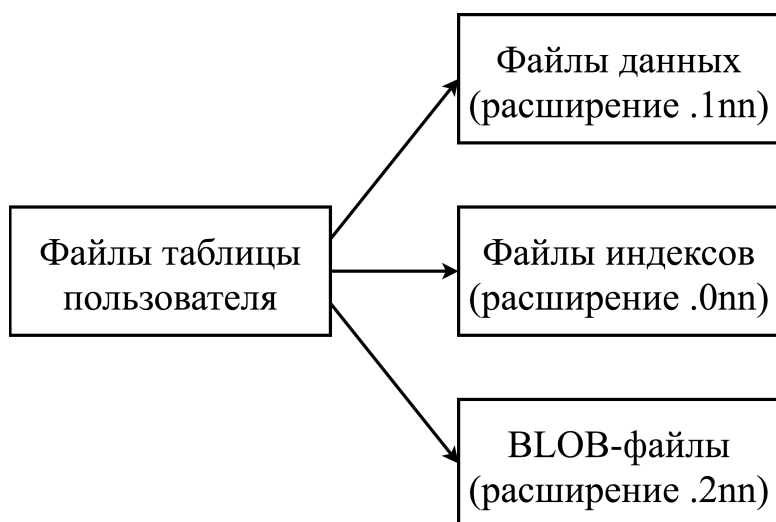 Файлы данных
(расширение .1nn)
Файлы таблицы
пользователя
Файлы индексов
(расширение .0nn)
BLOB-файлы
(расширение .2nn)